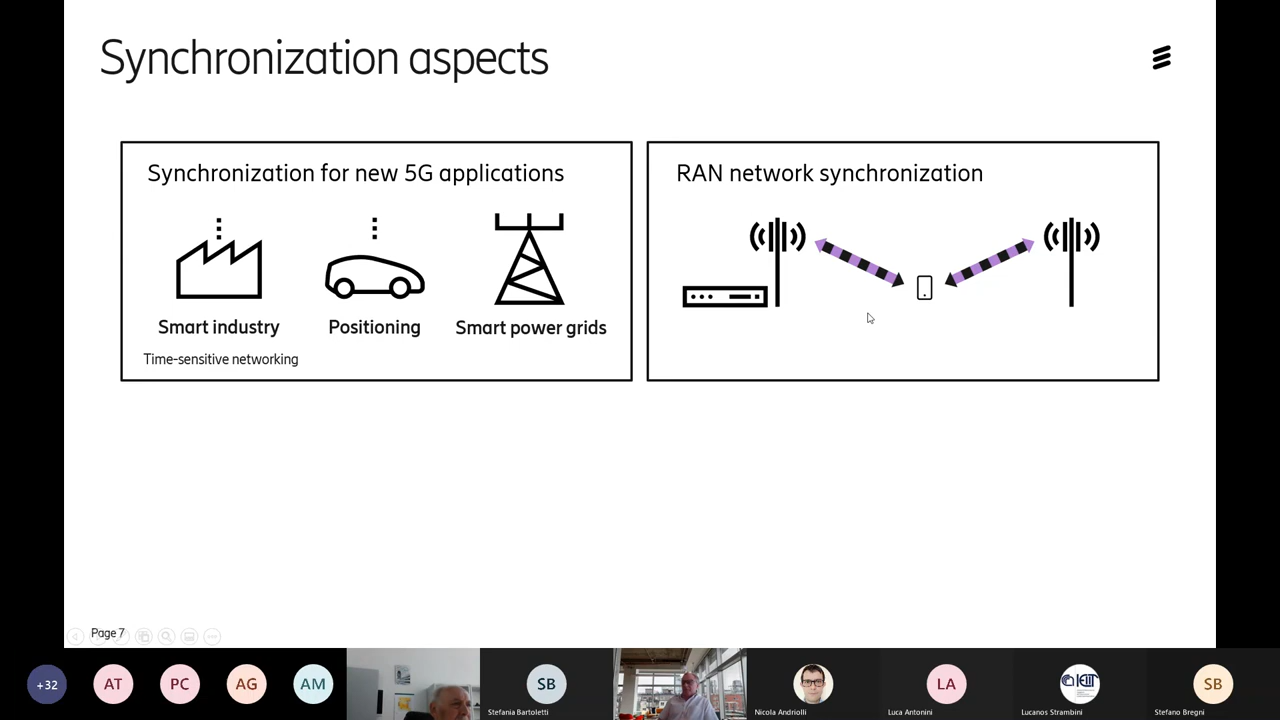 Synchronization aspects
Synchronization for new 5G applications
Smart industry
Positioning
Smart power grids
Time-sensitive networking
RAN network synchronization
Page 7
+32
AT
PC
AG
AM
SB
Stefania Bartoletti
Nicola Andriolli
LA
Luca Antonini
IEIIT
Lucanos Strambini
SB
Stefano Bregni